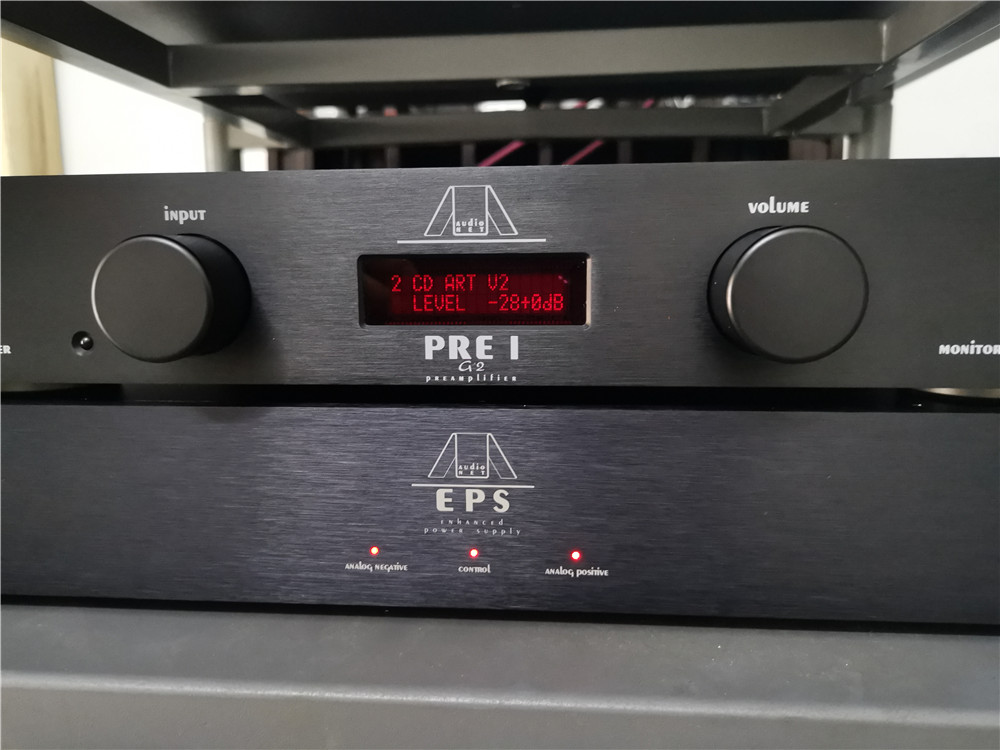 INPUT
audio
NET
VOLUME
2 CD ART V2
LEVEL -28+0dB
ER
PRE I
G2
PREAMPLIFIER
MONITOR
audio
NET
EPS
ENHANCED
POWER SUPPLY
ANALOG NEGATIVE
CONTROL
ANALOG POSITIVE